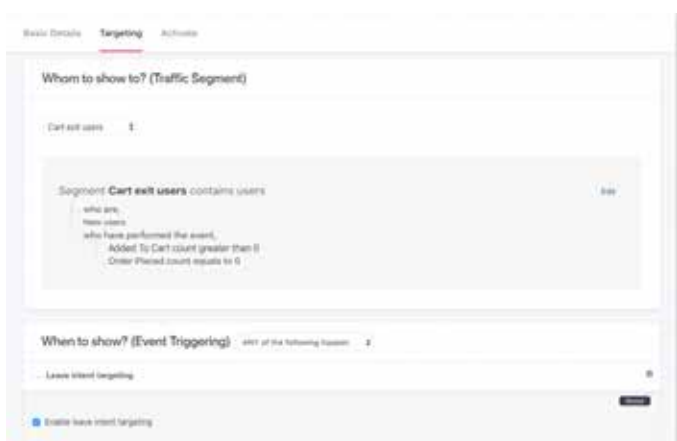 Basic Details Targeting Activate
Whom to show to? (Traffic Segment)
Cart exit users
Segment Cart exit users contains users
Edit
who are,
New users
who have performed the event,
Added To Cart count greater than 0
Order Placed count equals to 0
When to show? (Event Triggering) ANY of the following happen
Leave intent targeting
Enable leave intent targeting